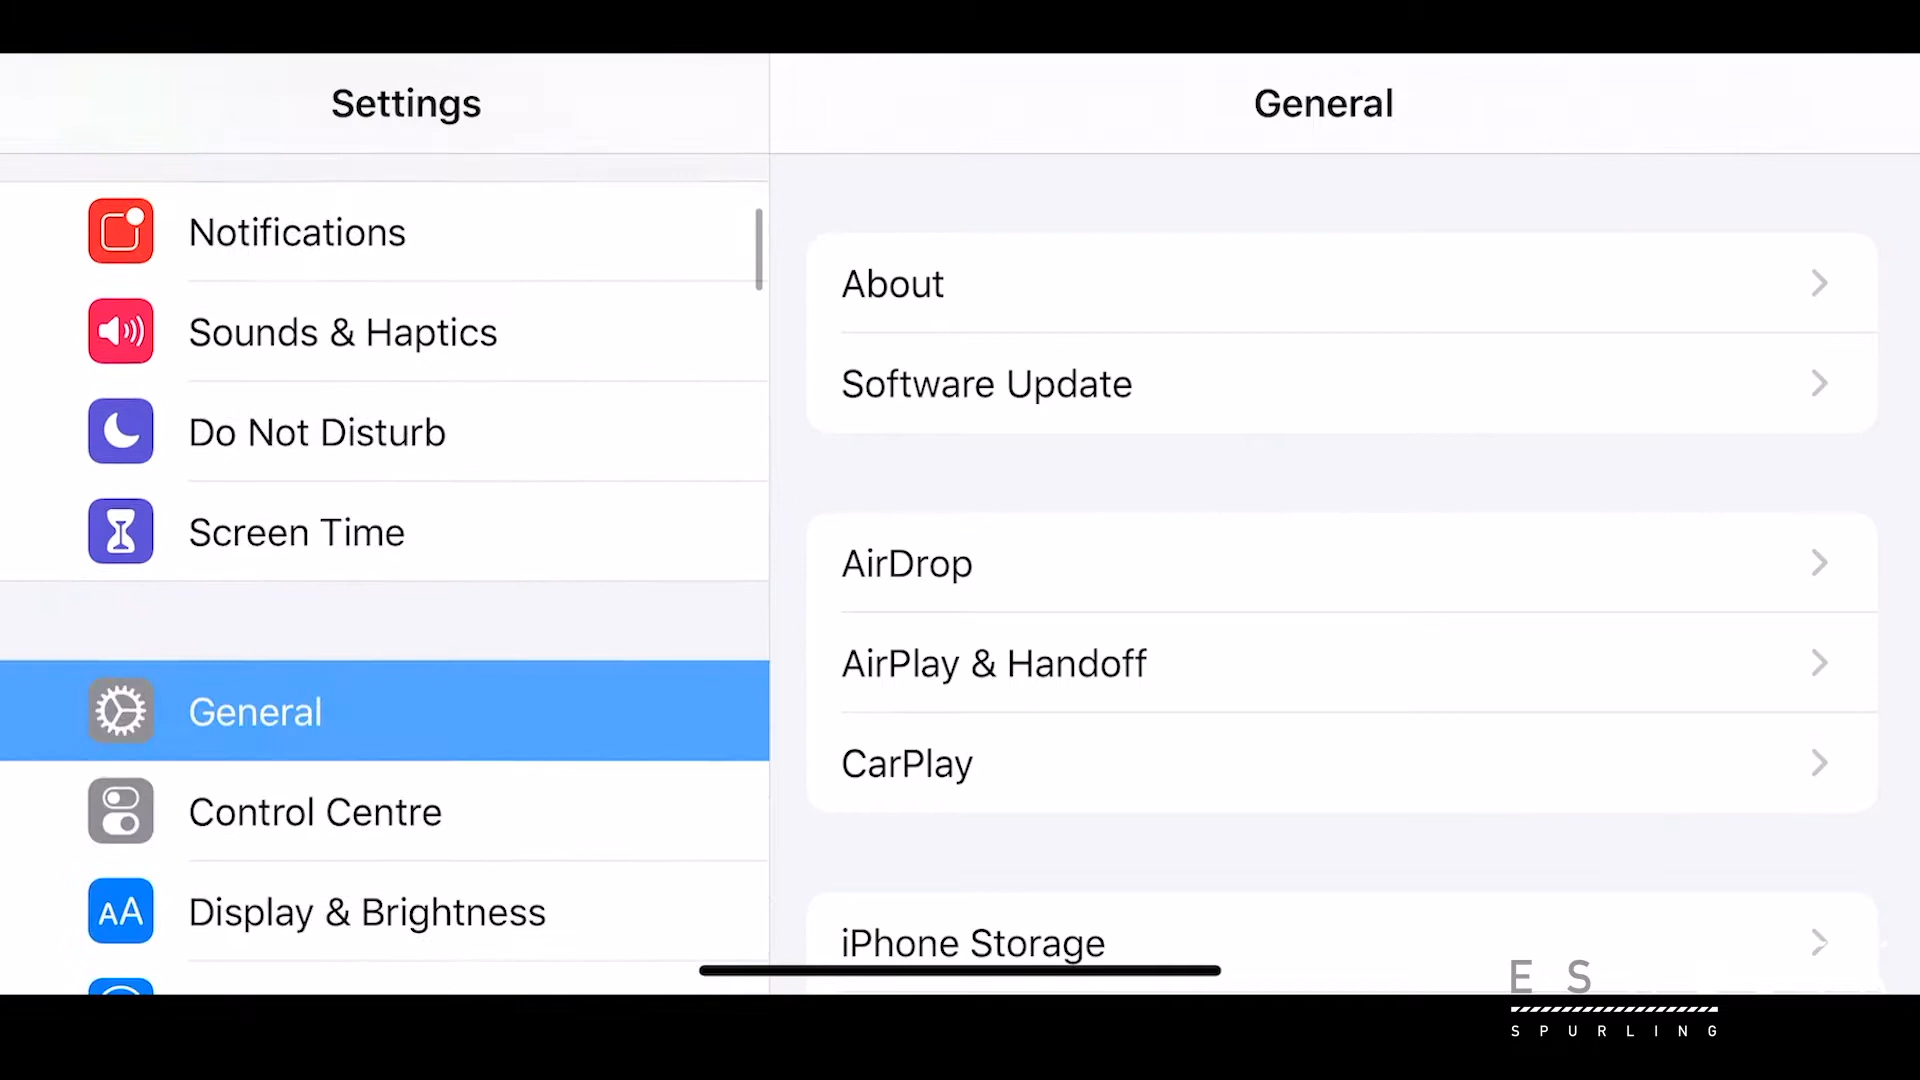 Settings
Notifications
Sounds & Haptics
Do Not Disturb
Screen Time
General
Control Centre
AA
Display & Brightness
General
About
Software Update
AirDrop
AirPlay & Handoff
CarPlay
iPhone Storage
E S
SPURLING